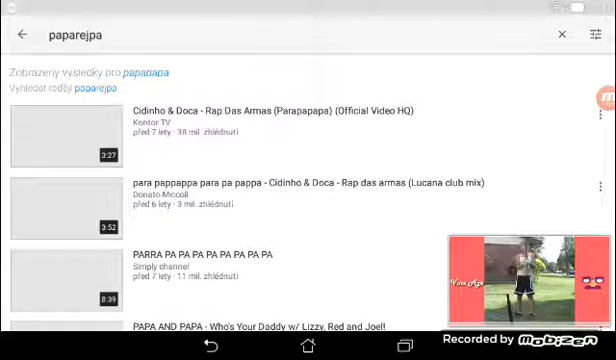 paparejpa
Zobrazeny výsledky pro papapapa
Vyhledat raději paparejpa
Cidinho & Doca - Rap Das Armas (Parapapapa) (Official Video HQ)
Kontor TV
před 7 lety · 38 mil. zhlédnutí
3:27
para pappappa para pa pappa - Cidinho & Doca - Rap das armas (Lucana club mix)
Donato Miccoli
před 6 lety · 3 mil. zhlédnutí
3:52
PARRA PA PA PA PA PA PA PA PA
Simply channel
před 7 lety · 11 mil. zhlédnutí
8:39
PAPA AND PAPA - Who's Your Daddy w/ Lizzy, Red and Joel!
Vine Age
Recorded by mobizen